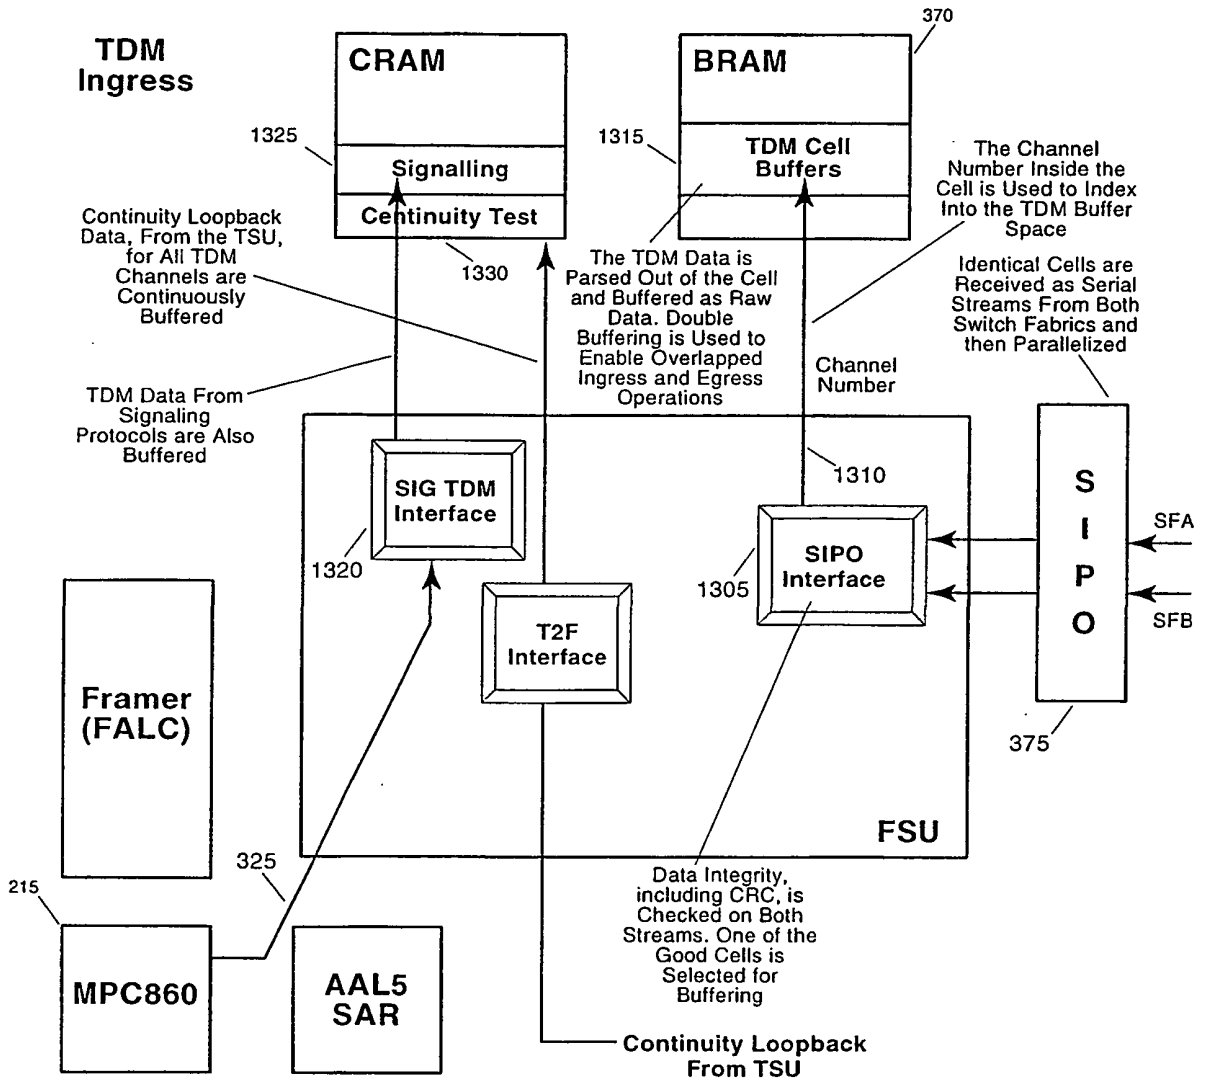 TDM
Ingress
CRAM
1325
Signalling
Centinuity Test
1330
370
BRAM
1315
TDM Cell
Buffers
The Channel
Number Inside the
Cell is Used to Index
Into the TDM Buffer
Space
Continuity Loopback
Data, From the TSU,
for All TDM
Channels are
Continuously
Buffered
The TDM Data is
Parsed Out of the Cell
and Buffered as Raw
Data. Double
Buffering is Used to
Enable Overlapped
Ingress and Egress
Operations
Identical Cells are
Received as Serial
Streams From Both
Switch Fabrics and
then Parallelized
Channel
Number
TDM Data From
Signaling
Protocols are Also
Buffered
SIG TDM
Interface
1320
1310
SIPO
Interface
1305
S
I
P
O
SFA
SFB
375
T2F
Interface
Framer
(FALC)
FSU
325
215
MPC860
AAL5
SAR
Data Integrity,
including CRC, is
Checked on Both
Streams. One of the
Good Cells is
Selected for
Buffering
Continuity Loopback
From TSU